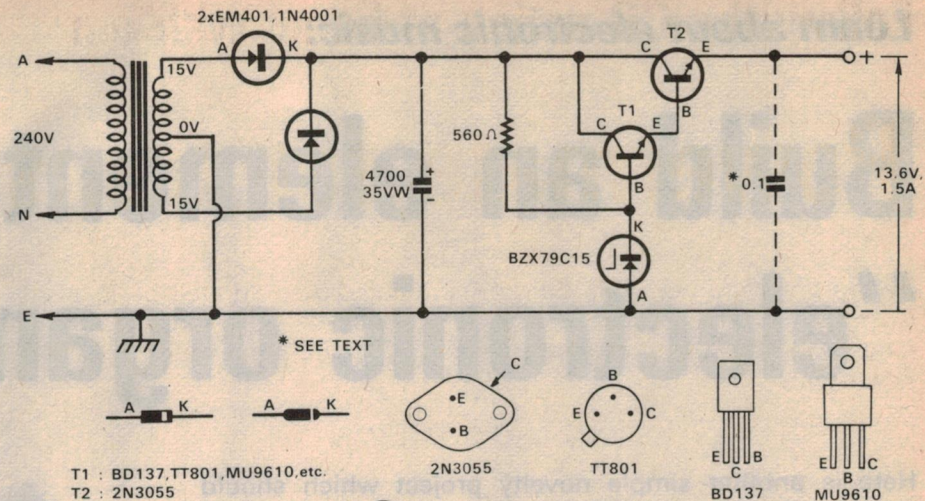 2xEM401,1N4001
A K
15V
A
240V
0V
15V
N
E
4700
35VW
+
-
560Ω
C T2 E
B
C T1 E
B
K
BZX79C15
A
* 0.1
+
13.6V,
1.5A
-
* SEE TEXT
A K
A K
C
E
B
2N3055
B
E C
TT801
E B
C
BD137
E C
B
MU9610
T1 : BD137,TT801,MU9610,etc.
T2 : 2N3055